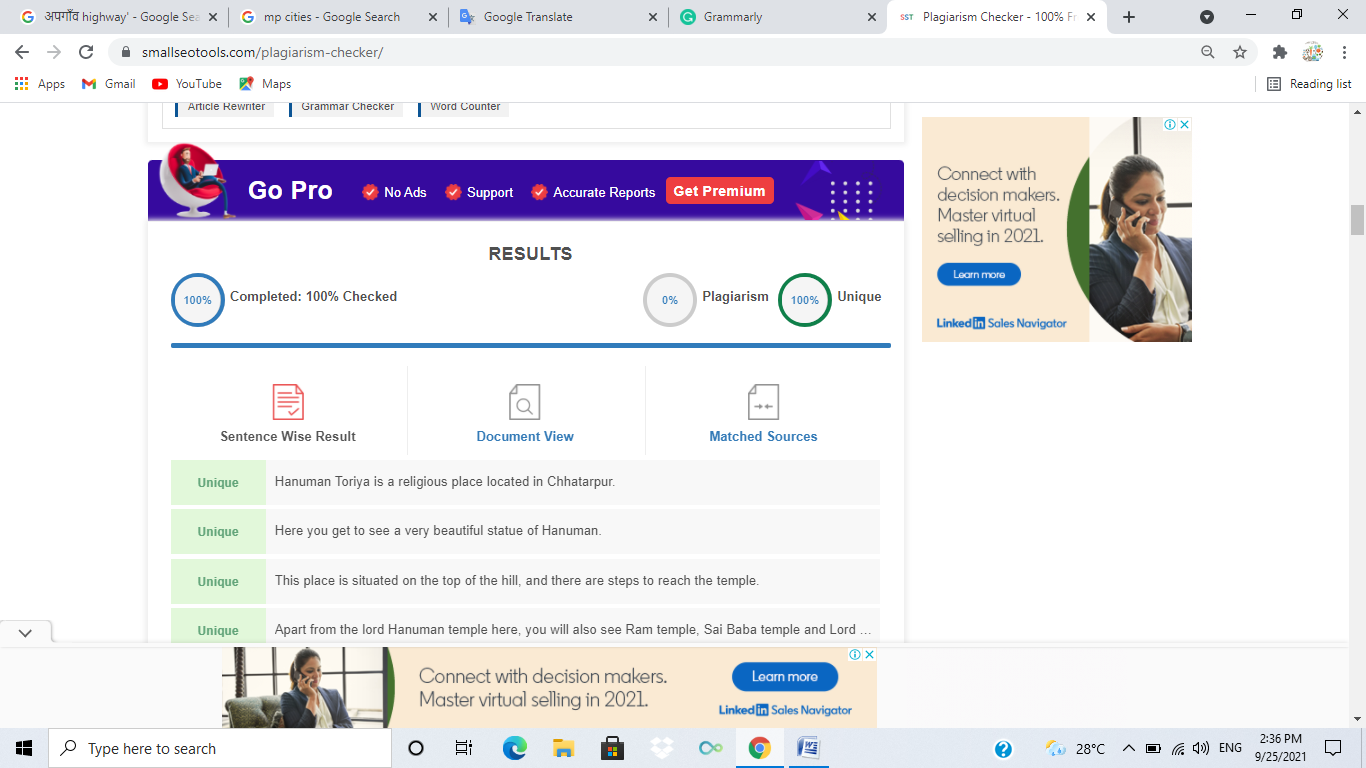 अपगाँव highway' - Google Sea
mp cities - Google Search
Google Translate
Grammarly
SST Plagiarism Checker - 100% Fr
smallseotools.com/plagiarism-checker/
Apps
Gmail
YouTube
Maps
Reading list
Article Rewriter
Grammar Checker
Word Counter
Go Pro
No Ads
Support
Accurate Reports
Get Premium
RESULTS
100%
Completed: 100% Checked
0%
Plagiarism
100%
Unique
Sentence Wise Result
Document View
Matched Sources
Unique
Hanuman Toriya is a religious place located in Chhatarpur.
Unique
Here you get to see a very beautiful statue of Hanuman.
Unique
This place is situated on the top of the hill, and there are steps to reach the temple.
Unique
Apart from the lord Hanuman temple here, you will also see Ram temple, Sai Baba temple and Lord ...
Connect with
decision makers.
Master virtual
selling in 2021.
Learn more
Linked in Sales Navigator
Connect with decision makers.
Master virtual selling in 2021.
Learn more
Linked in Sales Navigator
Type here to search
28°C
ENG
2:36 PM
9/25/2021